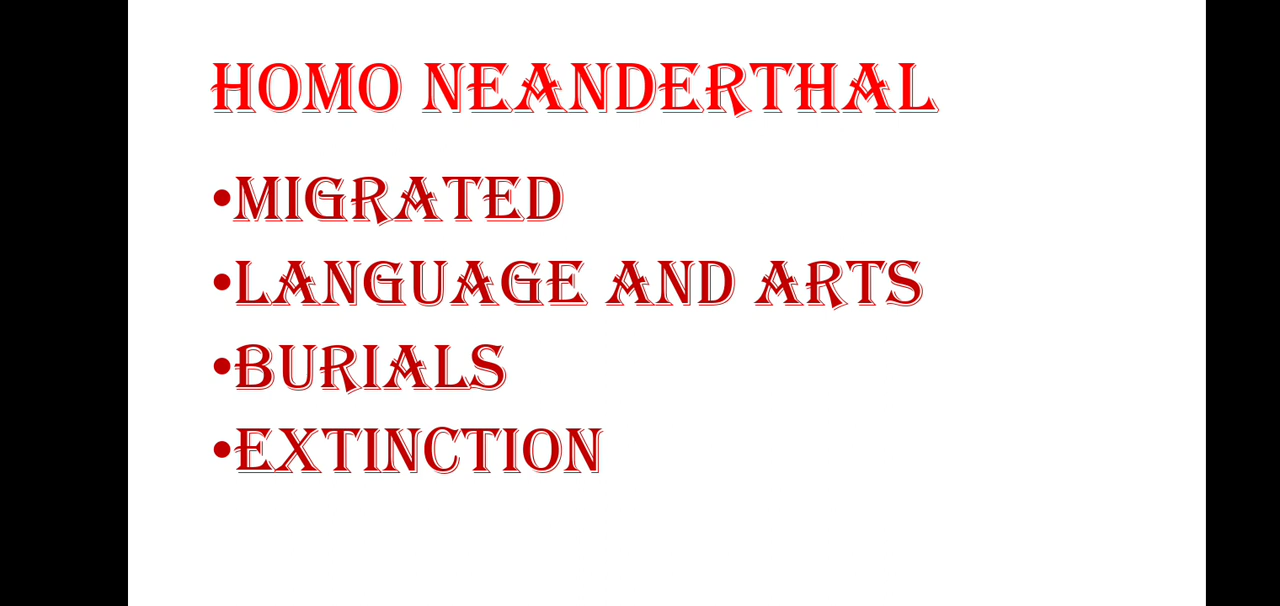 HOMO NEANDERTHAL
•MIGRATED
•LANGUAGE AND ARTS
•BURIALS
•EXTINCTION